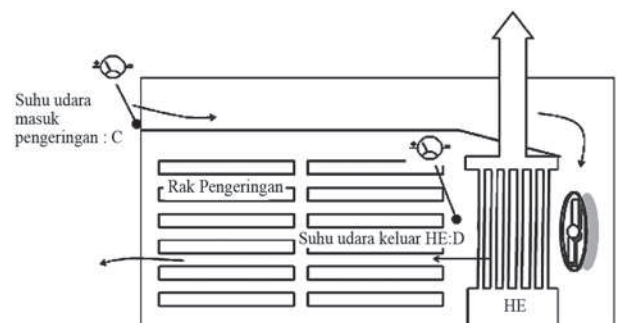 Suhu udara
masuk
pengeringan : C
Rak Pengeringan
Suhu udara keluar HE:D
HE